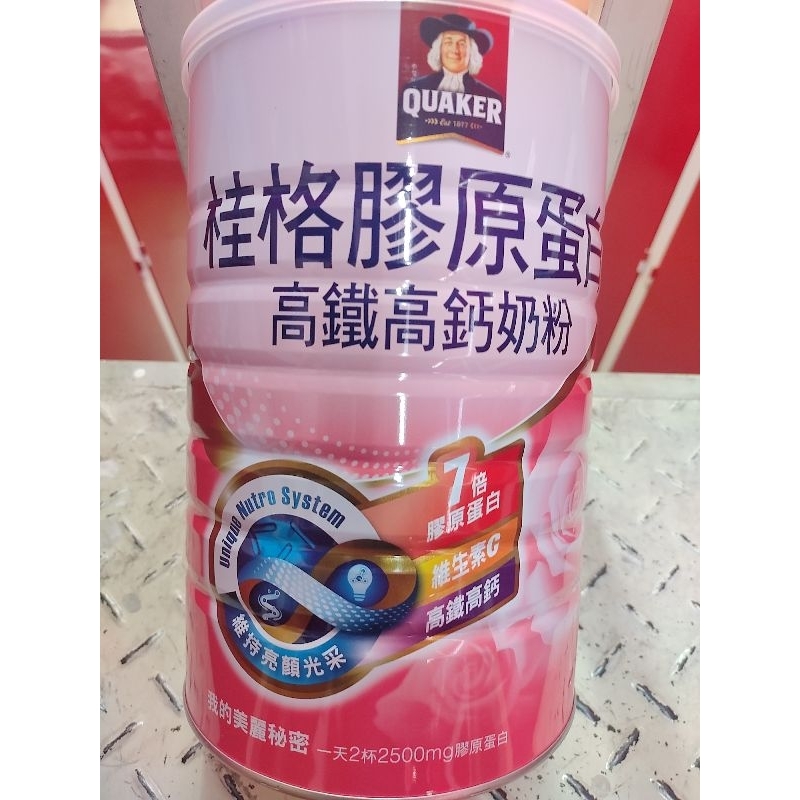 QUAKER
Est 1877
桂格膠原蛋白
高鐵高鈣奶粉
7倍
膠原蛋白
維生素C
高鐵高鈣
Unique Nutro System
維持亮顏光采
我的美麗秘密 一天2杯2500mg膠原蛋白